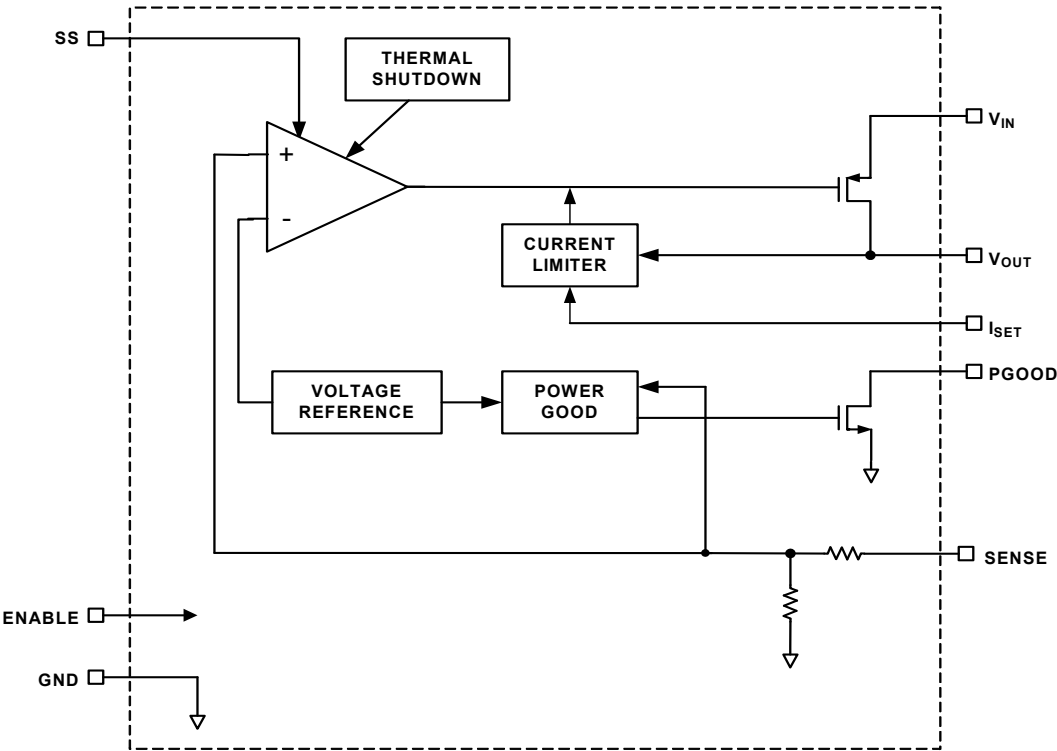 SS
THERMAL
SHUTDOWN
VIN
+
-
CURRENT
LIMITER
VOUT
ISET
VOLTAGE
REFERENCE
POWER
GOOD
PGOOD
SENSE
ENABLE
GND